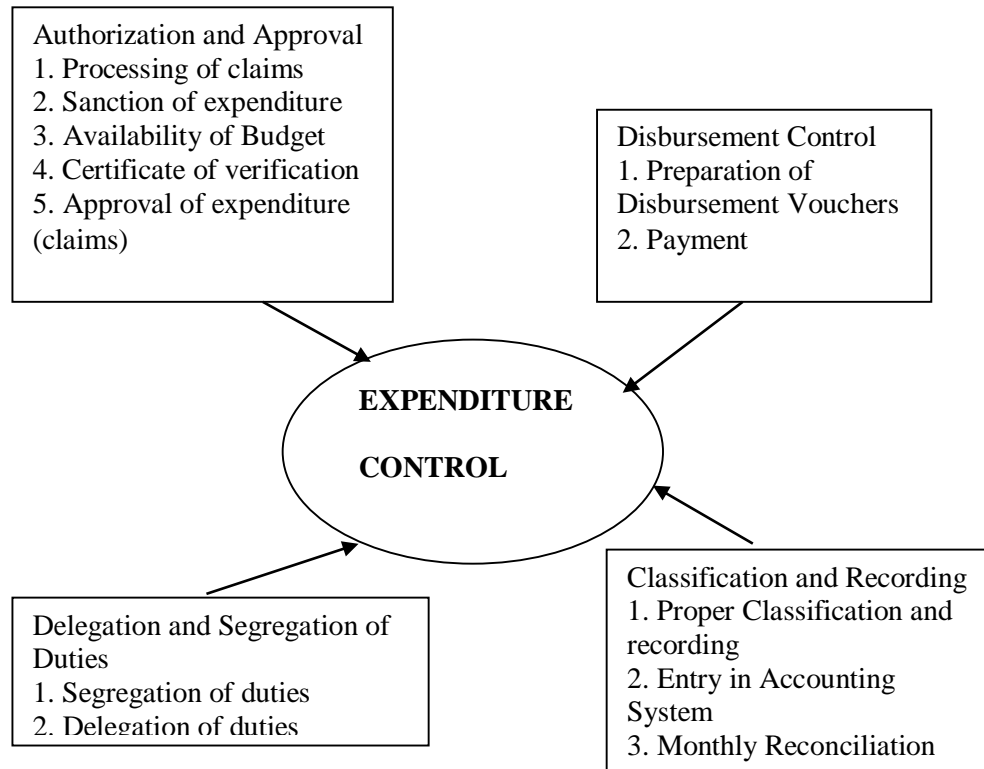 Authorization and Approval
1. Processing of claims
2. Sanction of expenditure
3. Availability of Budget
4. Certificate of verification
5. Approval of expenditure
(claims)
Disbursement Control
1. Preparation of
Disbursement Vouchers
2. Payment
EXPENDITURE
CONTROL
Delegation and Segregation of
Duties
1. Segregation of duties
2. Delegation of duties
Classification and Recording
1. Proper Classification and
recording
2. Entry in Accounting
System
3. Monthly Reconciliation